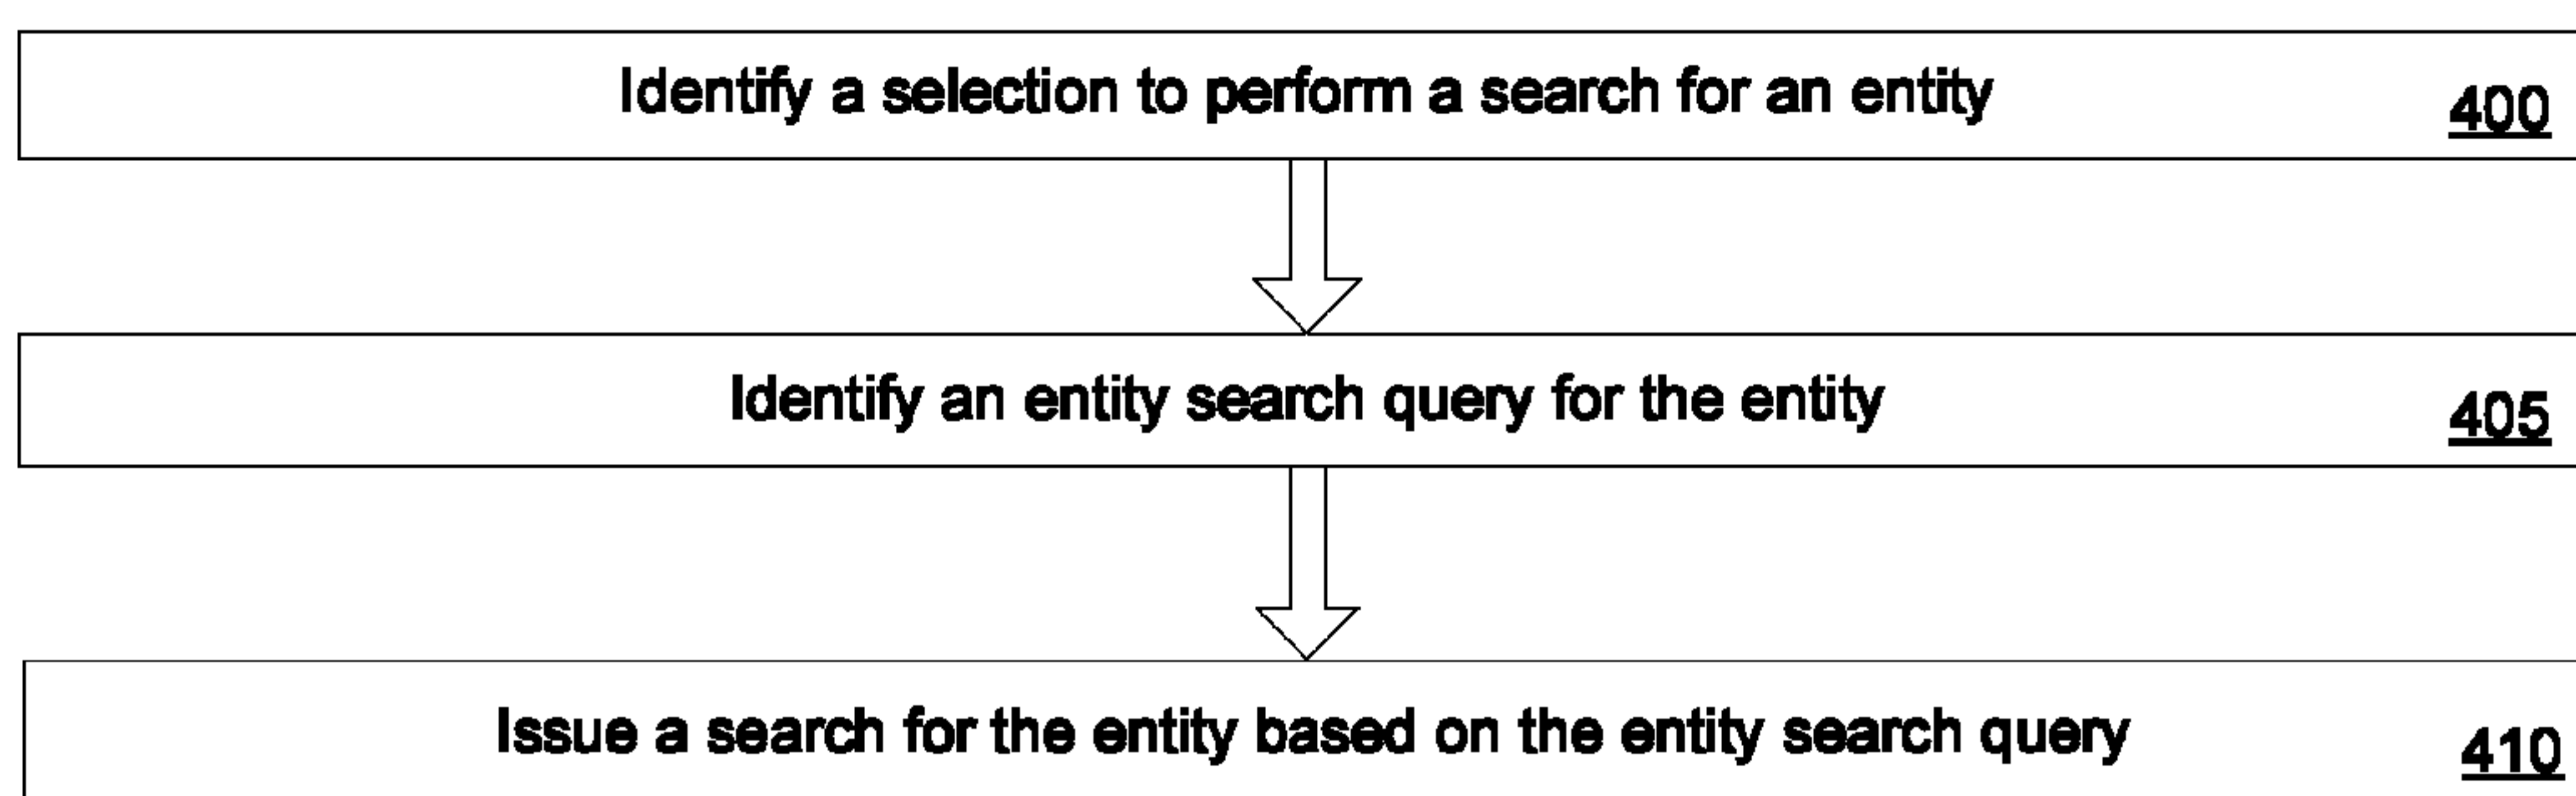 Identify a selection to perform a search for an entity 400
Identify an entity search query for the entity 405
Issue a search for the entity based on the entity search query 410